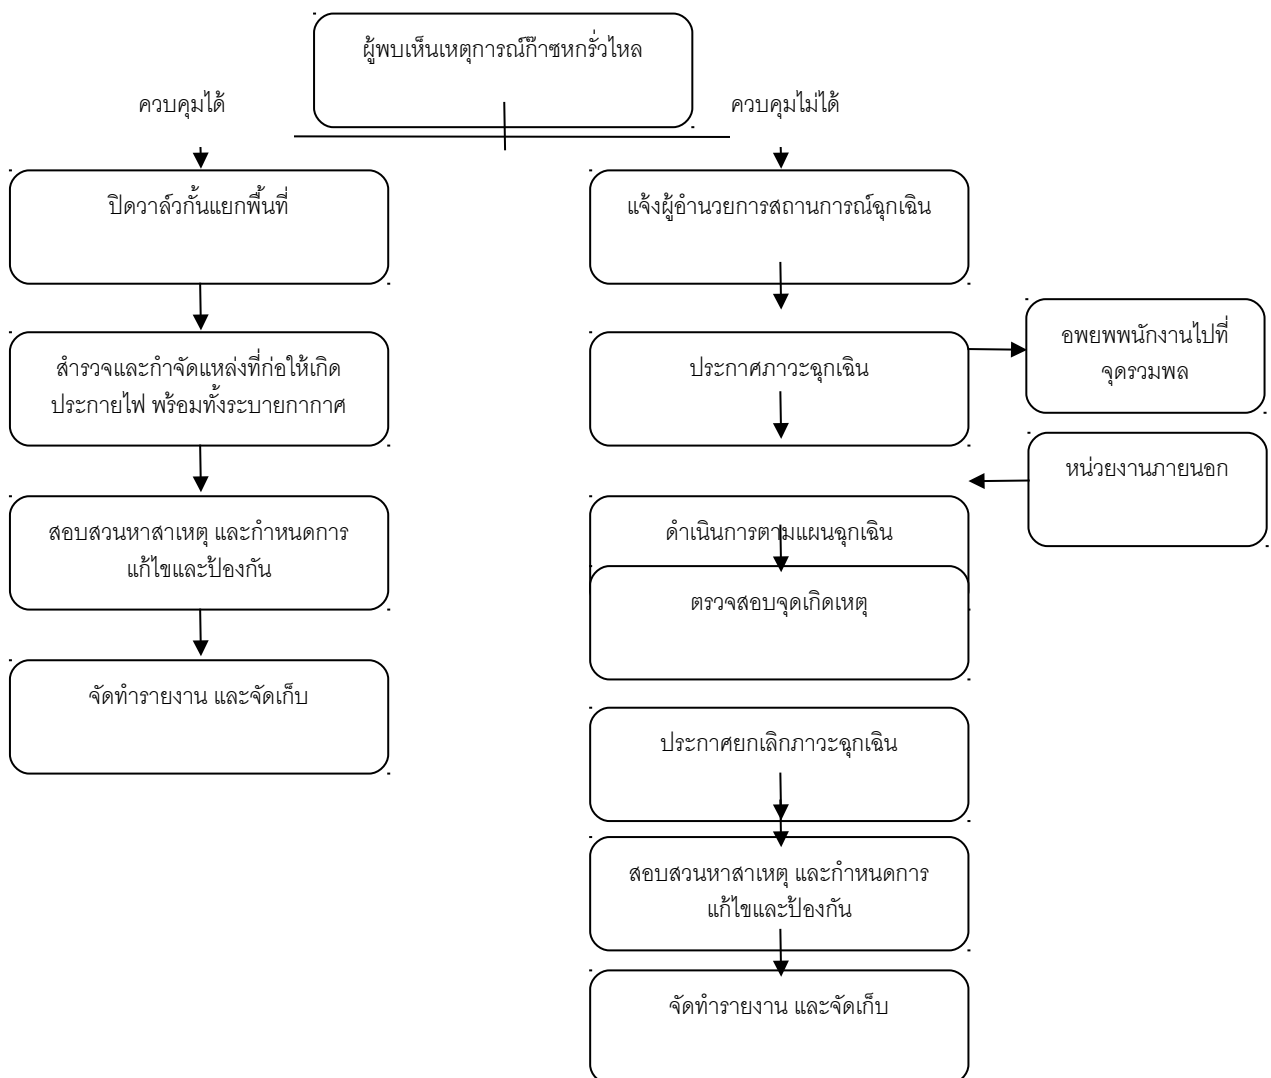 ผู้พบเห็นเหตุการณ์ก๊าซหกรั่วไหล
ควบคุมได้
ควบคุมไม่ได้
ปิดวาล์วกั้นแยกพื้นที่
แจ้งผู้อำนวยการสถานการณ์ฉุกเฉิน
สำรวจและกำจัดแหล่งที่ก่อให้เกิด
ประกายไฟ พร้อมทั้งระบายกากาศ
ประกาศภาวะฉุกเฉิน
อพยพพนักงานไปที่
จุดรวมพล
หน่วยงานภายนอก
สอบสวนหาสาเหตุ และกำหนดการ
แก้ไขและป้องกัน
ดำเนินการตามแผนฉุกเฉิน
ตรวจสอบจุดเกิดเหตุ
จัดทำรายงาน และจัดเก็บ
ประกาศยกเลิกภาวะฉุกเฉิน
สอบสวนหาสาเหตุ และกำหนดการ
แก้ไขและป้องกัน
จัดทำรายงาน และจัดเก็บ